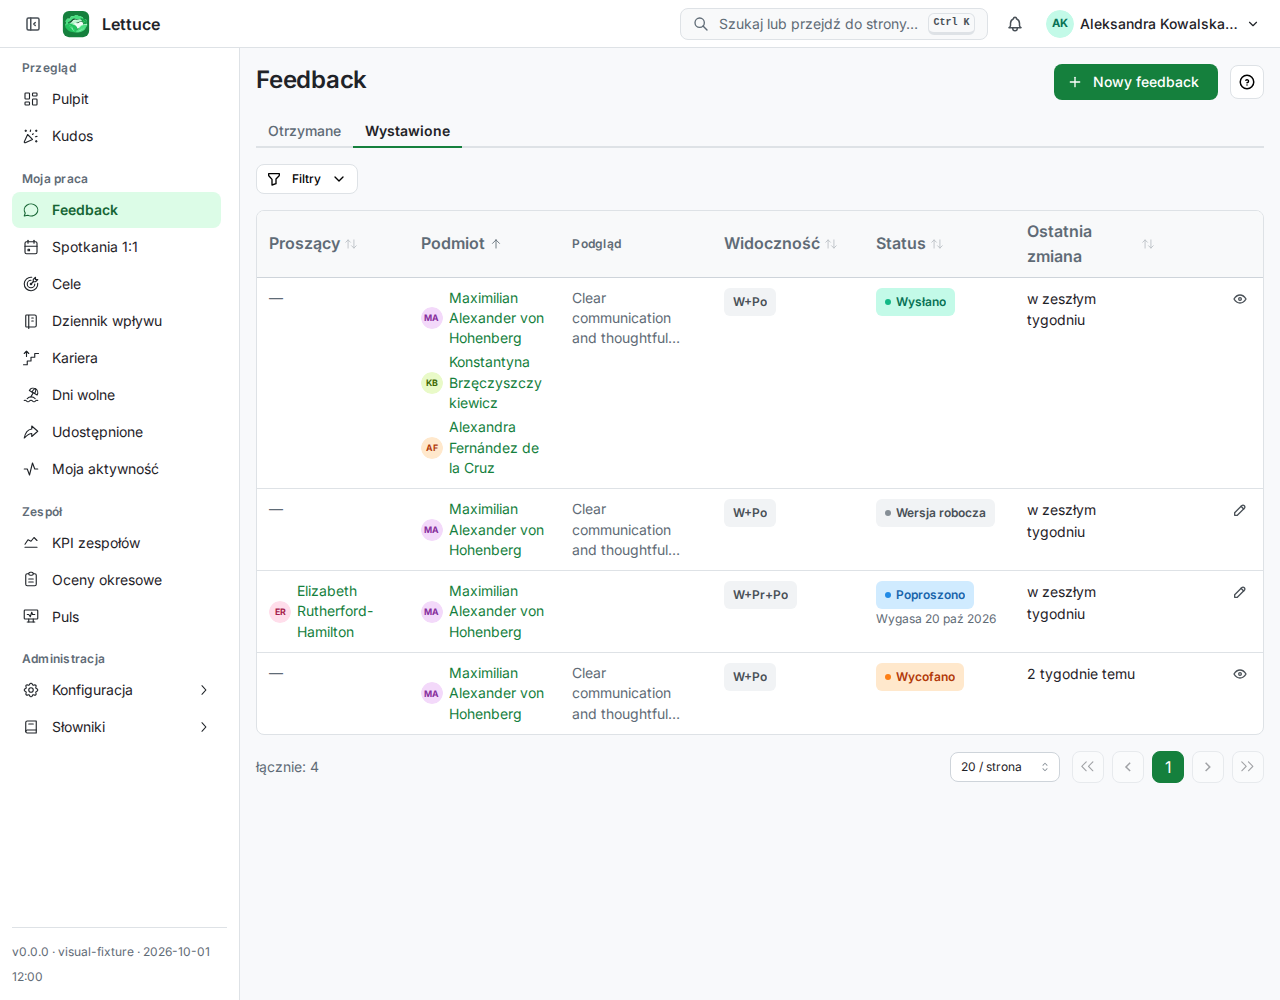 Lettuce
Szukaj lub przejdź do strony...
Ctrl K
AK
Aleksandra Kowalska...
Przegląd
Pulpit
Kudos
Moja praca
Feedback
Spotkania 1:1
Cele
Dziennik wpływu
Kariera
Dni wolne
Udostępnione
Moja aktywność
Zespół
KPI zespołów
Oceny okresowe
Puls
Administracja
Konfiguracja
Słowniki
v0.0.0 · visual-fixture · 2026-10-01
12:00
Feedback
Nowy feedback
Otrzymane
Wystawione
Filtry
Proszący
Podmiot
Podgląd
Widoczność
Status
Ostatnia
zmiana
—
MA
Maximilian
Alexander von
Hohenberg
KB
Konstantyna
Brzęczyszczy
kiewicz
AF
Alexandra
Fernández de
la Cruz
Clear
communication
and thoughtful...
W+Po
Wysłano
w zeszłym
tygodniu
—
MA
Maximilian
Alexander von
Hohenberg
Clear
communication
and thoughtful...
W+Po
Wersja robocza
w zeszłym
tygodniu
ER
Elizabeth
Rutherford-
Hamilton
MA
Maximilian
Alexander von
Hohenberg
W+Pr+Po
Poproszono
Wygasa 20 paź 2026
w zeszłym
tygodniu
—
MA
Maximilian
Alexander von
Hohenberg
Clear
communication
and thoughtful...
W+Po
Wycofano
2 tygodnie temu
łącznie: 4
20 / strona
1